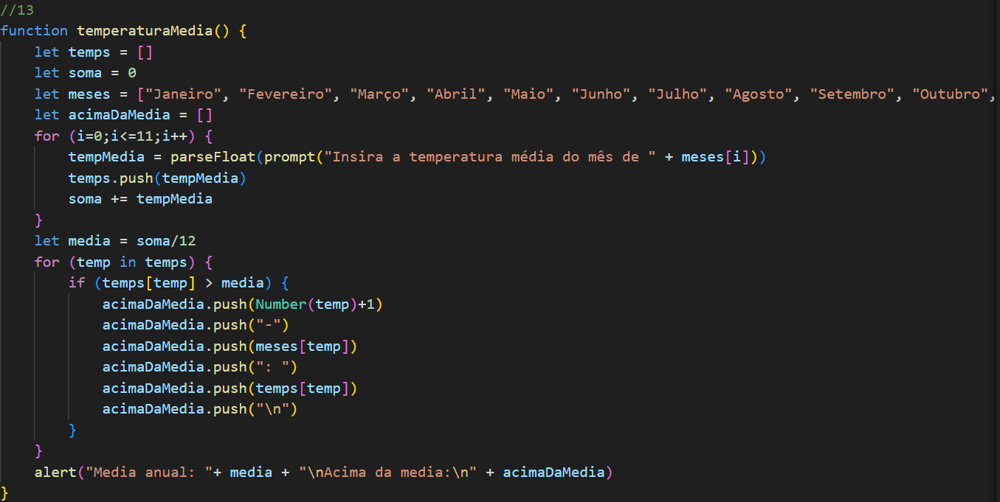 //13
function temperaturaMedia() {
    let temps = []
    let soma = 0
    let meses = ["Janeiro", "Fevereiro", "Março", "Abril", "Maio", "Junho", "Julho", "Agosto", "Setembro", "Outubro",
    let acimaDaMedia = []
    for (i=0;i<=11;i++) {
        tempMedia = parseFloat(prompt("Insira a temperatura média do mês de " + meses[i]))
        temps.push(tempMedia)
        soma += tempMedia
    }
    let media = soma/12
    for (temp in temps) {
        if (temps[temp] > media) {
            acimaDaMedia.push(Number(temp)+1)
            acimaDaMedia.push("-")
            acimaDaMedia.push(meses[temp])
            acimaDaMedia.push(": ")
            acimaDaMedia.push(temps[temp])
            acimaDaMedia.push("\n")
        }
    }
    alert("Media anual: "+ media + "\nAcima da media:\n" + acimaDaMedia)
}